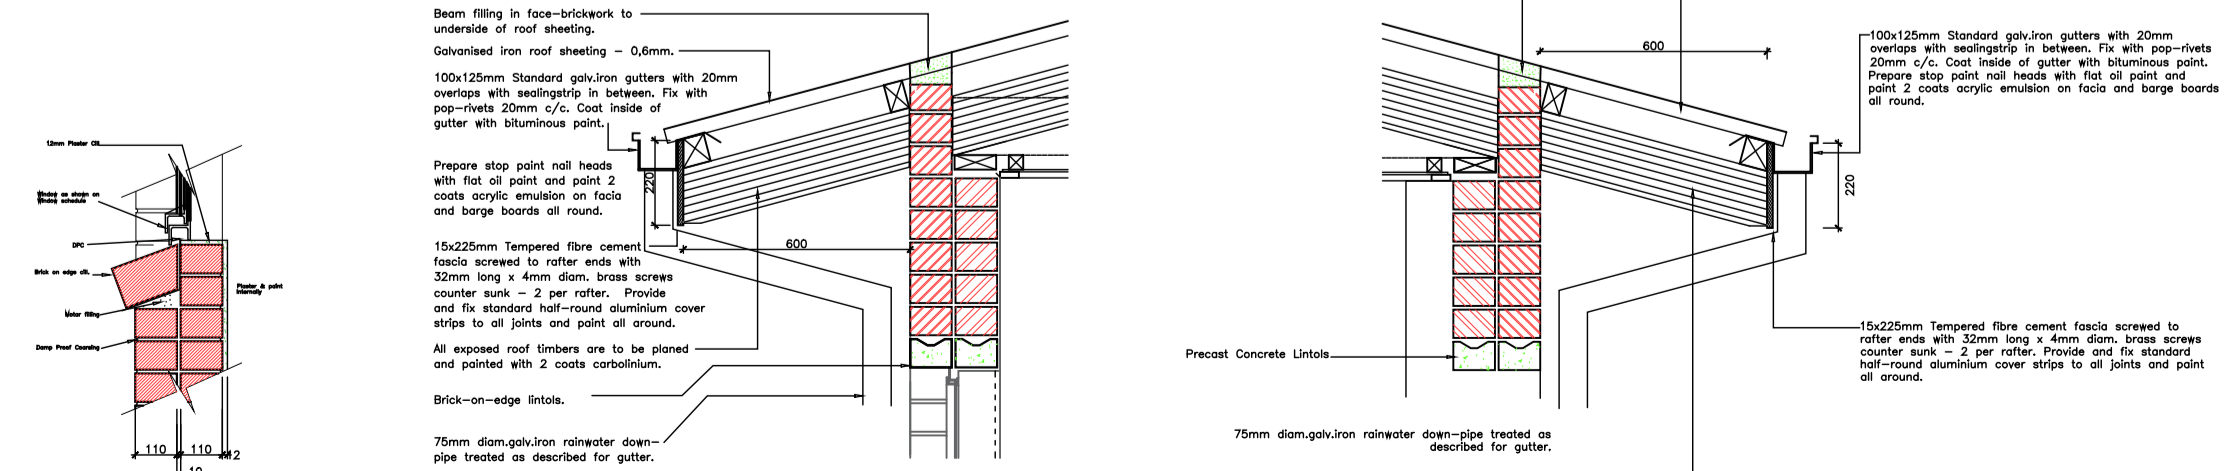 12mm Plaster Cill.
Window as shown on
Window schedule
DPC
Brick on edge cill.
Motor filling
Damp Proof Coarsing
Plaster & paint
internally
110
110
12
10
Beam filling in face-brickwork to
underside of roof sheeting.
Galvanised iron roof sheeting - 0,6mm.
100x125mm Standard galv.iron gutters with 20mm
overlaps with sealingstrip in between. Fix with
pop-rivets 20mm c/c. Coat inside of
gutter with bituminous paint.
Prepare stop paint nail heads
with flat oil paint and paint 2
coats acrylic emulsion on facia
and barge boards all round.
220
600
15x225mm Tempered fibre cement
fascia screwed to rafter ends with
32mm long x 4mm diam. brass screws
counter sunk - 2 per rafter. Provide
and fix standard half-round aluminium cover
strips to all joints and paint all around.
All exposed roof timbers are to be planed
and painted with 2 coats carbolinium.
Brick-on-edge lintols.
75mm diam.galv.iron rainwater down-
pipe treated as described for gutter.
600
100x125mm Standard galv.iron gutters with 20mm
overlaps with sealingstrip in between. Fix with pop-rivets
20mm c/c. Coat inside of gutter with bituminous paint.
Prepare stop paint nail heads with flat oil paint and
paint 2 coats acrylic emulsion on facia and barge boards
all round.
220
Precast Concrete Lintols
15x225mm Tempered fibre cement fascia screwed to
rafter ends with 32mm long x 4mm diam. brass screws
counter sunk - 2 per rafter. Provide and fix standard
half-round aluminium cover strips to all joints and paint
all around.
75mm diam.galv.iron rainwater down-pipe treated as
described for gutter.